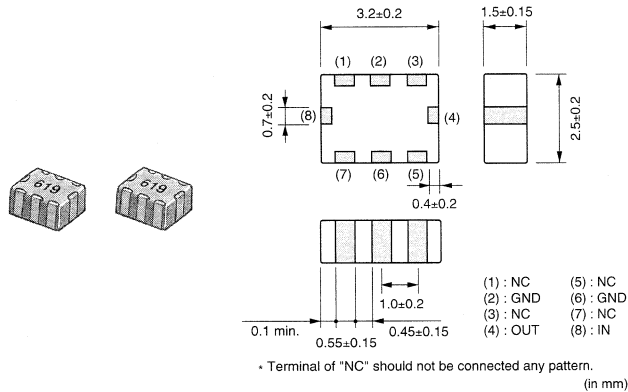 3.2±0.2
1.5±0.15
(1) (2) (3)
0.7±0.2
(8)
(4)
2.5±0.2
(7) (6) (5)
0.4±0.2
619
619
1.0±0.2
0.1 min.
0.45±0.15
0.55±0.15
(1) : NC (5) : NC
(2) : GND (6) : GND
(3) : NC (7) : NC
(4) : OUT (8) : IN
* Terminal of "NC" should not be connected any pattern.
(in mm)